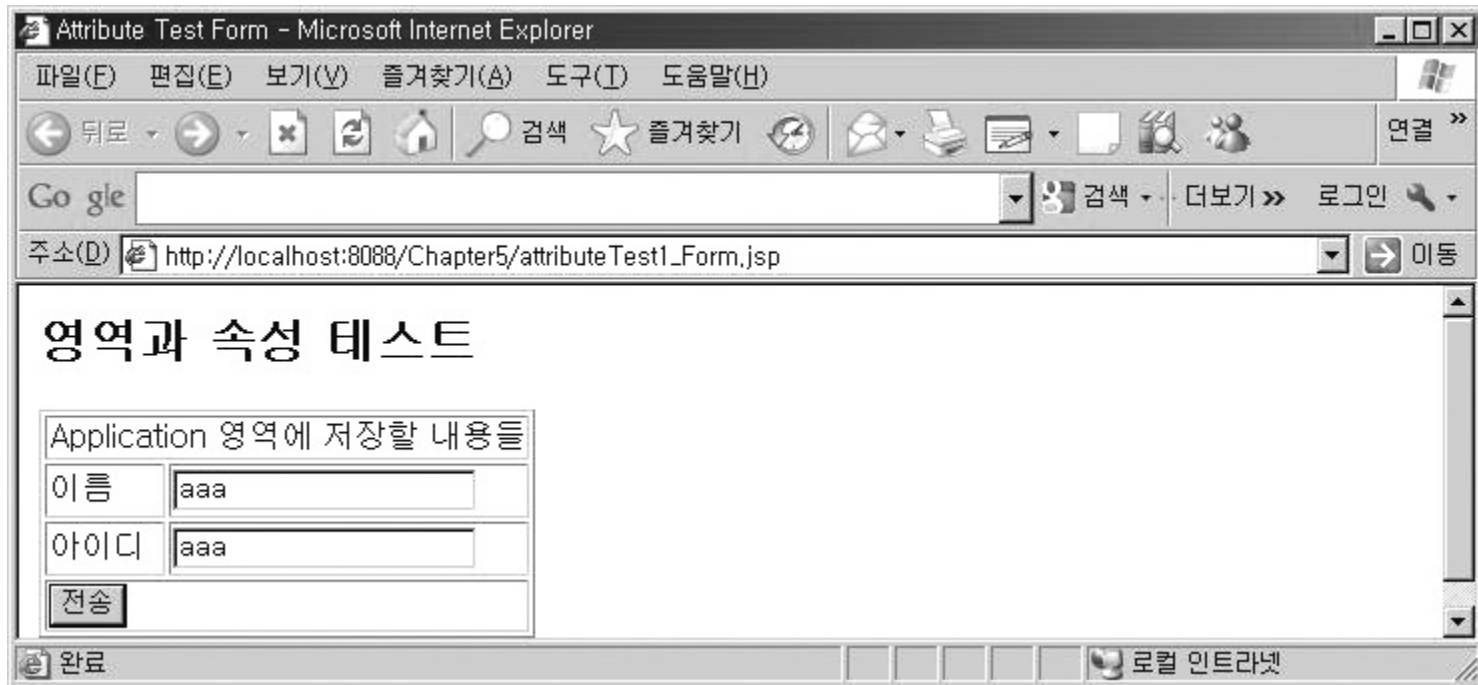 Attribute Test Form - Microsoft Internet Explorer
파일(F) 편집(E) 보기(V) 즐겨찾기(A) 도구(T) 도움말(H)
뒤로 검색 즐겨찾기 연결 »
Go gle 검색 더보기 » 로그인
주소(D) http://localhost:8088/Chapter5/attributeTest1_Form.jsp 이동
영역과 속성 테스트
Application 영역에 저장할 내용들
이름 aaa
아이디 aaa
전송
완료 로컬 인트라넷